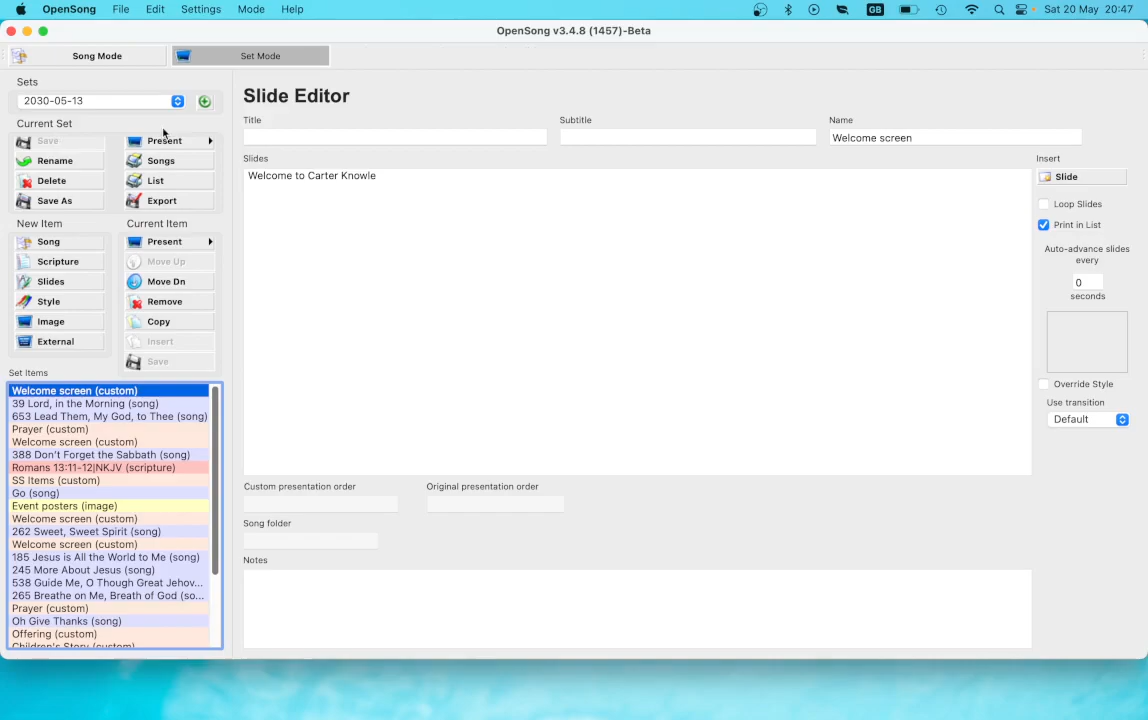 OpenSong File Edit Settings Mode Help GB Sat 20 May 20:47
OpenSong v3.4.8 (1457)-Beta
Song Mode Set Mode
Sets
2030-05-13
Current Set
Save Present
Rename Songs
Delete List
Save As Export
New Item Current Item
Song Present
Scripture Move Up
Slides Move Dn
Style Remove
Image Copy
External Insert
Save
Set Items
Welcome screen (custom)
39 Lord, in the Morning (song)
653 Lead Them, My God, to Thee (song)
Prayer (custom)
Welcome screen (custom)
388 Don't Forget the Sabbath (song)
Romans 13:11-12|NKJV (scripture)
SS Items (custom)
Go (song)
Event posters (image)
Welcome screen (custom)
262 Sweet, Sweet Spirit (song)
Welcome screen (custom)
185 Jesus is All the World to Me (song)
245 More About Jesus (song)
538 Guide Me, O Though Great Jehov...
265 Breathe on Me, Breath of God (so...
Prayer (custom)
Oh Give Thanks (song)
Offering (custom)
Children's Story (custom)
Slide Editor
Title Subtitle Name
Welcome screen
Slides
Welcome to Carter Knowle
Custom presentation order Original presentation order
Song folder
Notes
Insert
Slide
Loop Slides
Print in List
Auto-advance slides
every
0
seconds
Override Style
Use transition
Default